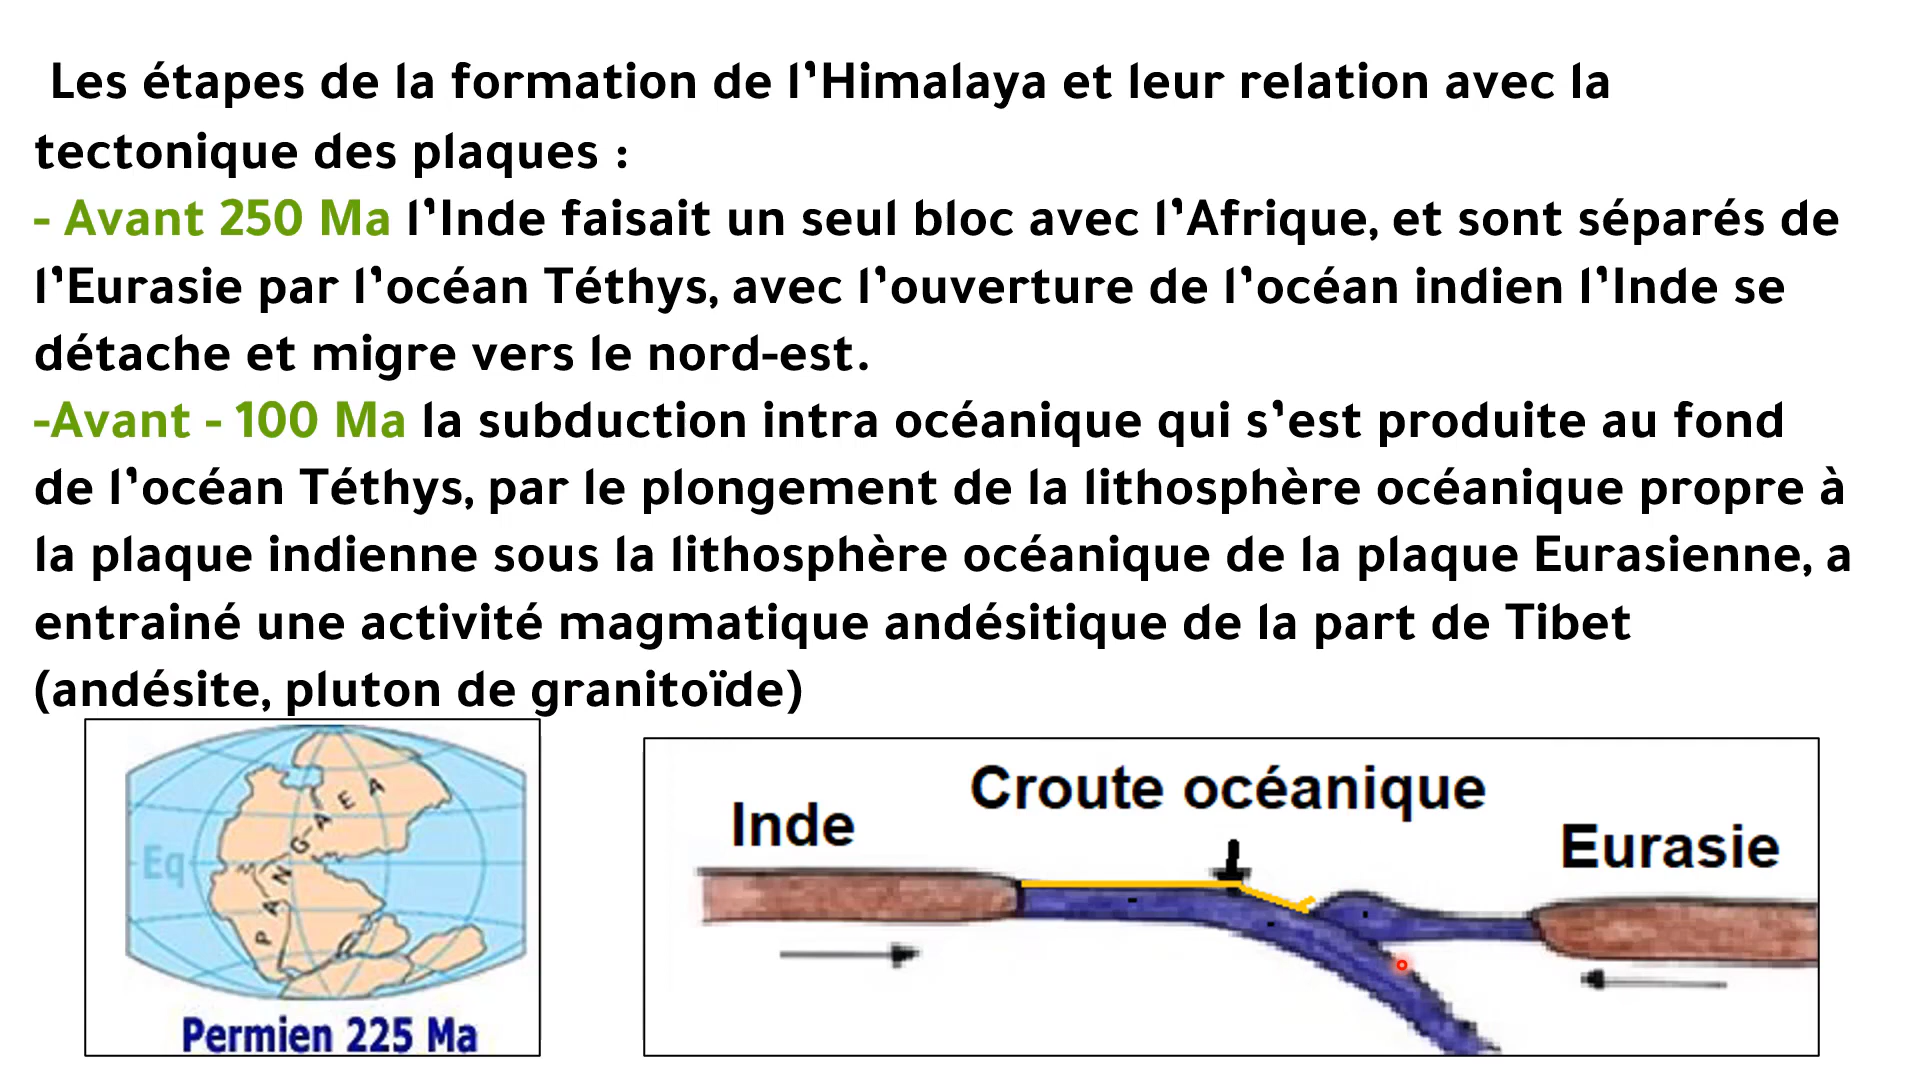 Les étapes de la formation de l'Himalaya et leur relation avec la
tectonique des plaques :
- Avant 250 Ma l'Inde faisait un seul bloc avec l'Afrique, et sont séparés de
l'Eurasie par l'océan Téthys, avec l'ouverture de l'océan indien l'Inde se
détache et migre vers le nord-est.
-Avant - 100 Ma la subduction intra océanique qui s'est produite au fond
de l'océan Téthys, par le plongement de la lithosphère océanique propre à
la plaque indienne sous la lithosphère océanique de la plaque Eurasienne, a
entrainé une activité magmatique andésitique de la part de Tibet
(andésite, pluton de granitoïde)
PANGAEA
Eq
Permien 225 Ma
Croute océanique
Inde
Eurasie